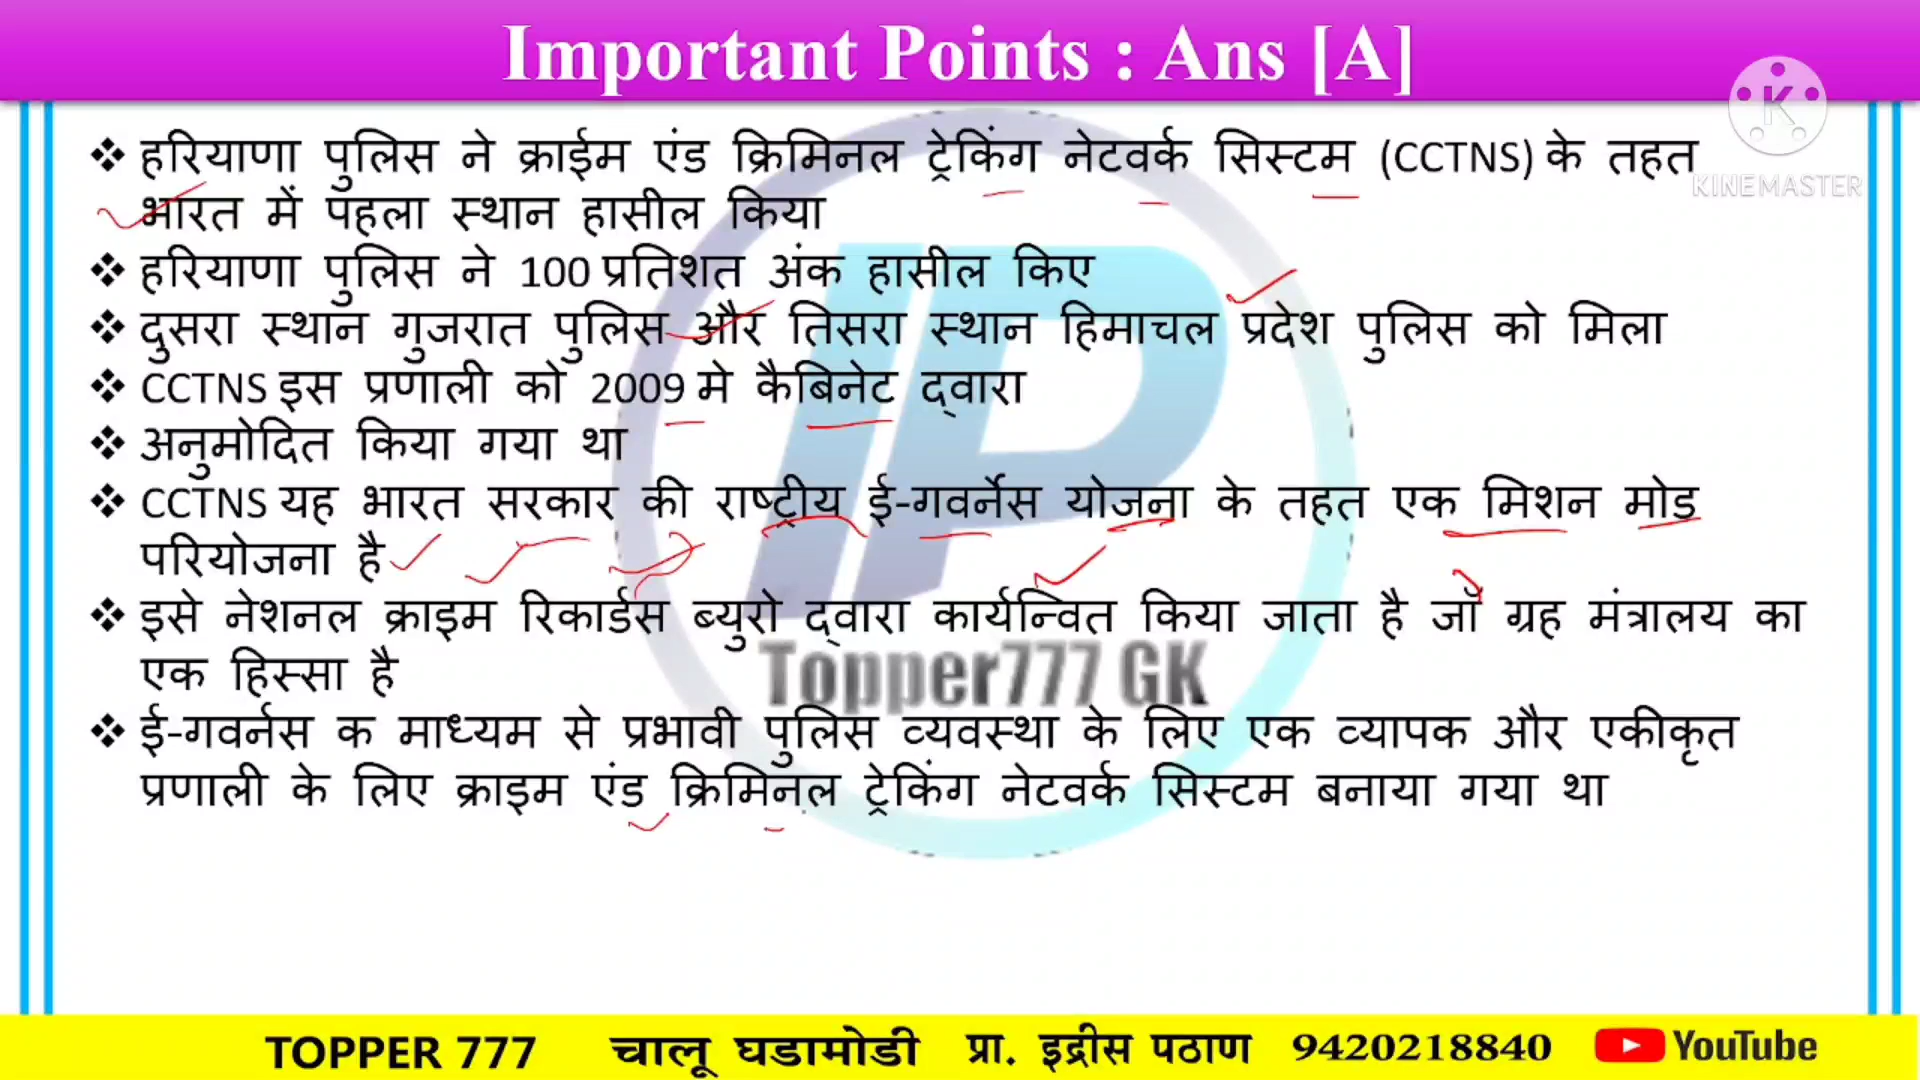 Important Points : Ans [A]
KINEMASTER
❖ हरियाणा पुलिस ने क्राईम एंड क्रिमिनल ट्रेकिंग नेटवर्क सिस्टम (CCTNS) के तहत
भारत में पहला स्थान हासील किया
❖ हरियाणा पुलिस ने 100 प्रतिशत अंक हासील किए
❖ दुसरा स्थान गुजरात पुलिस और तिसरा स्थान हिमाचल प्रदेश पुलिस को मिला
❖ CCTNS इस प्रणाली को 2009 मे कैबिनेट द्वारा
❖ अनुमोदित किया गया था
❖ CCTNS यह भारत सरकार की राष्ट्रीय ई-गवर्नेस योजना के तहत एक मिशन मोड
परियोजना है
❖ इसे नेशनल क्राइम रिकार्डस ब्युरो द्वारा कार्यन्वित किया जाता है जो ग्रह मंत्रालय का
एक हिस्सा है
Topper777 GK
❖ ई-गवर्नस क माध्यम से प्रभावी पुलिस व्यवस्था के लिए एक व्यापक और एकीकृत
प्रणाली के लिए क्राइम एंड क्रिमिनल ट्रेकिंग नेटवर्क सिस्टम बनाया गया था
TOPPER 777 चालू घडामोडी प्रा. इद्रीस पठाण 9420218840 YouTube